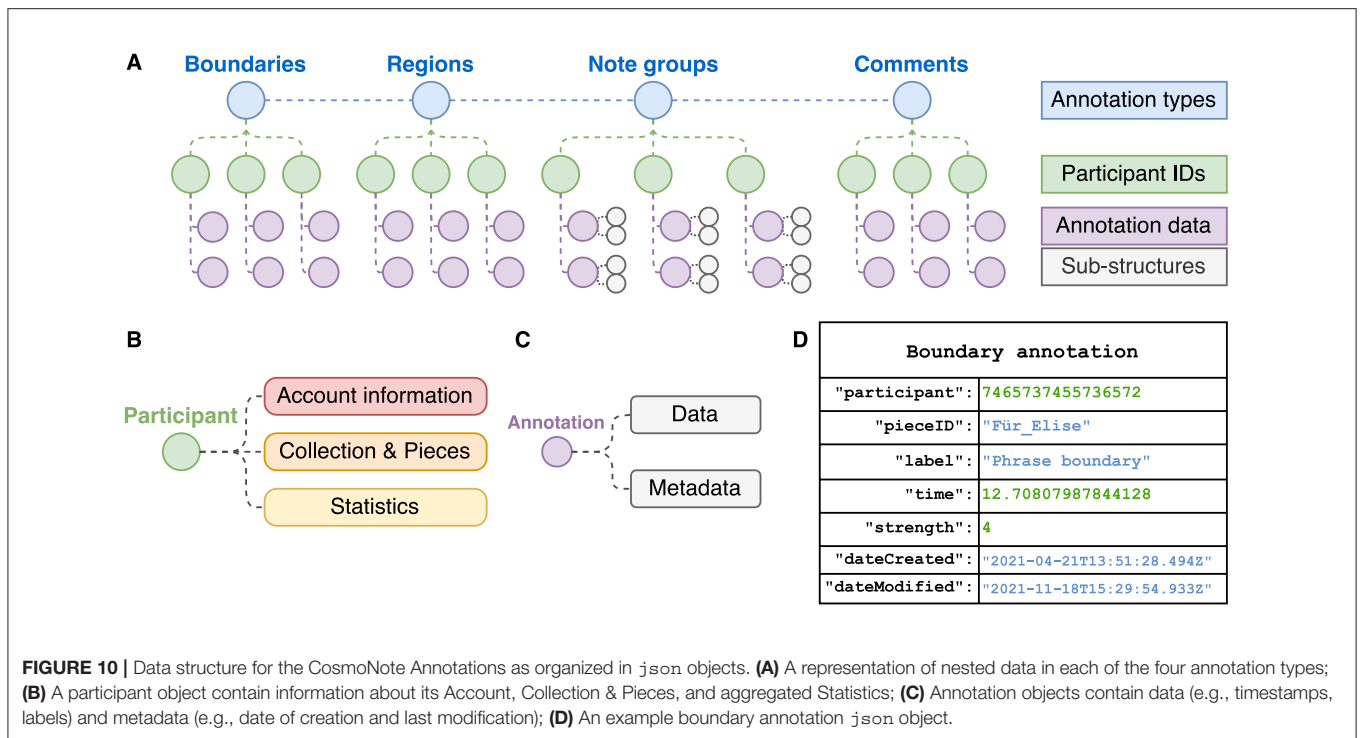 A
Boundaries Regions Note groups Comments
Annotation types
Participant IDs
Annotation data
Sub-structures
B
Participant
Account information
Collection & Pieces
Statistics
C
Annotation
Data
Metadata
D
Boundary annotation
"participant": 7465737455736572
"pieceID": "Für_Elise"
"label": "Phrase boundary"
"time": 12.70807987844128
"strength": 4
"dateCreated": "2021-04-21T13:51:28.494Z"
"dateModified": "2021-11-18T15:29:54.933Z"
FIGURE 10 | Data structure for the CosmoNote Annotations as organized in json objects. (A) A representation of nested data in each of the four annotation types;
(B) A participant object contain information about its Account, Collection & Pieces, and aggregated Statistics; (C) Annotation objects contain data (e.g., timestamps,
labels) and metadata (e.g., date of creation and last modification); (D) An example boundary annotation json object.